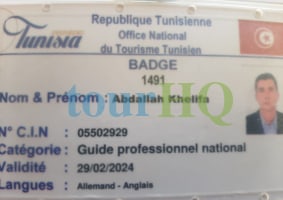 Tunisia
République Tunisienne
Office National
du Tourisme Tunisien
BADGE
1491
Nom & Prénom : Abdallah Khelifa
tourHQ
N° C.I.N : 05502929
Catégorie : Guide professionnel national
Validité : 29/02/2024
Langues : Allemand - Anglais